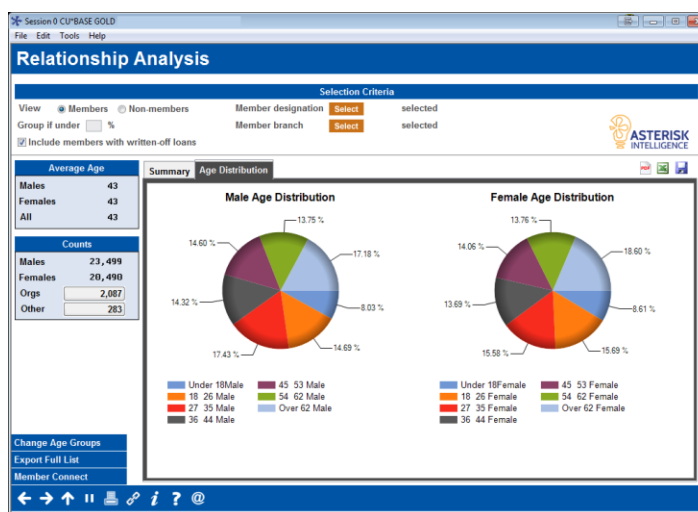 Session 0 CU*BASE GOLD
File Edit Tools Help
Relationship Analysis
Selection Criteria
View Members Non-members Member designation Select selected
Group if under % Member branch Select selected
Include members with written-off loans
ASTERISK
INTELLIGENCE
Average Age
Males 43
Females 43
All 43
Counts
Males 23,499
Females 20,490
Orgs 2,087
Other 283
Summary Age Distribution
Male Age Distribution
13.75 %
17.18 %
8.03 %
14.69 %
17.43 %
14.32 %
14.60 %
Under 18Male 45 53 Male
18 26 Male 54 62 Male
27 35 Male Over 62 Male
36 44 Male
Female Age Distribution
13.76 %
18.60 %
8.61 %
15.69 %
15.58 %
13.69 %
14.06 %
Under 18Female 45 53 Female
18 26 Female 54 62 Female
27 35 Female Over 62 Female
36 44 Female
Change Age Groups
Export Full List
Member Connect